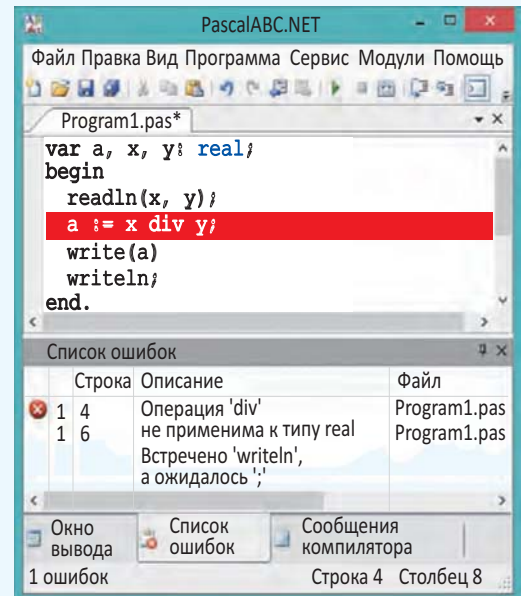 PascalABC.NET
Файл Правка Вид Программа Сервис Модули Помощь
Program1.pas*
var a, x, y: real;
begin
readln(x, y);
a := x div y;
write(a)
writeln;
end.
Список ошибок
Строка Описание Файл
1 4 Операция 'div' Program1.pas
1 6 не применима к типу real Program1.pas
Встречено 'writeln',
а ожидалось ';'
Окно вывода
Список ошибок
Сообщения компилятора
1 ошибок Строка 4 Столбец 8